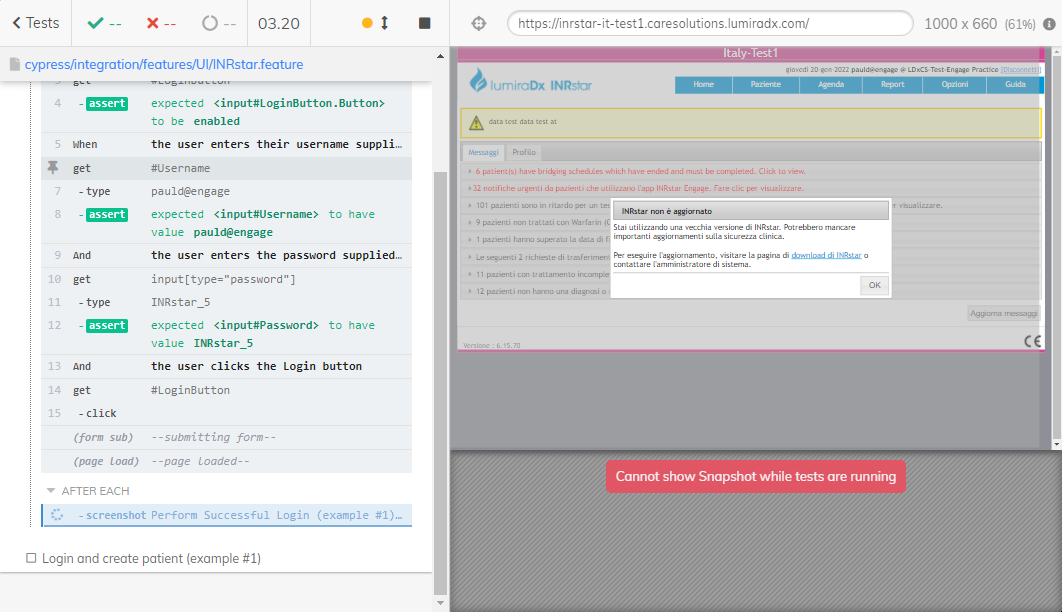 Tests
--
--
--
03.20
https://inrstar-it-test1.caresolutions.lumiradx.com/
1000 x 660 (61%)
cypress/integration/features/UI/INRstar.feature
get #LoginButton
4 - assert expected <input#LoginButton.Button>
to be enabled
5 When the user enters their username suppli...
get #Username
7 - type pauld@engage
8 - assert expected <input#Username> to have
value pauld@engage
9 And the user enters the password supplied...
10 get input[type="password"]
11 - type INRstar_5
12 - assert expected <input#Password> to have
value INRstar_5
13 And the user clicks the Login button
14 get #LoginButton
15 - click
(form sub) --submitting form--
(page load) --page loaded--
AFTER EACH
- screenshot Perform Successful Login (example #1)...
Login and create patient (example #1)
Italy-Test1
giovedì 20-gen-2022 pauld@engage @ LDxCS-Test-Engage Practice [Disconnetti]
lumiraDx INRstar
Home Paziente Agenda Report Opzioni Guida
data test data test at
Messaggi Profilo
6 patient(s) have bridging schedules which have ended and must be completed. Click to view.
32 notifiche urgenti da pazienti che utilizzano l'app INRstar Engage. Fare clic per visualizzare.
101 pazienti sono in ritardo per un tes
er visualizzare.
9 pazienti non trattati con Warfarin (C
1 pazienti hanno superato la data di f
Le seguenti 2 richieste di trasferimen
11 pazienti con trattamento incomple
12 pazienti non hanno una diagnosi o
INRstar non è aggiornato
Stai utilizzando una vecchia versione di INRstar. Potrebbero mancare
importanti aggiornamenti sulla sicurezza clinica.
Per eseguire l'aggiornamento, visitare la pagina di download di INRstar o
contattare l'amministratore di sistema.
OK
Aggiorna messaggi
Versione : 6.15.70
CE
Cannot show Snapshot while tests are running